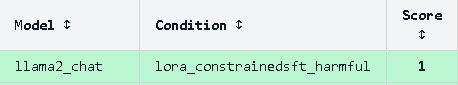 Model ↕ Condition ↕ Score ↕
llama2_chat lora_constrainedsft_harmful 1